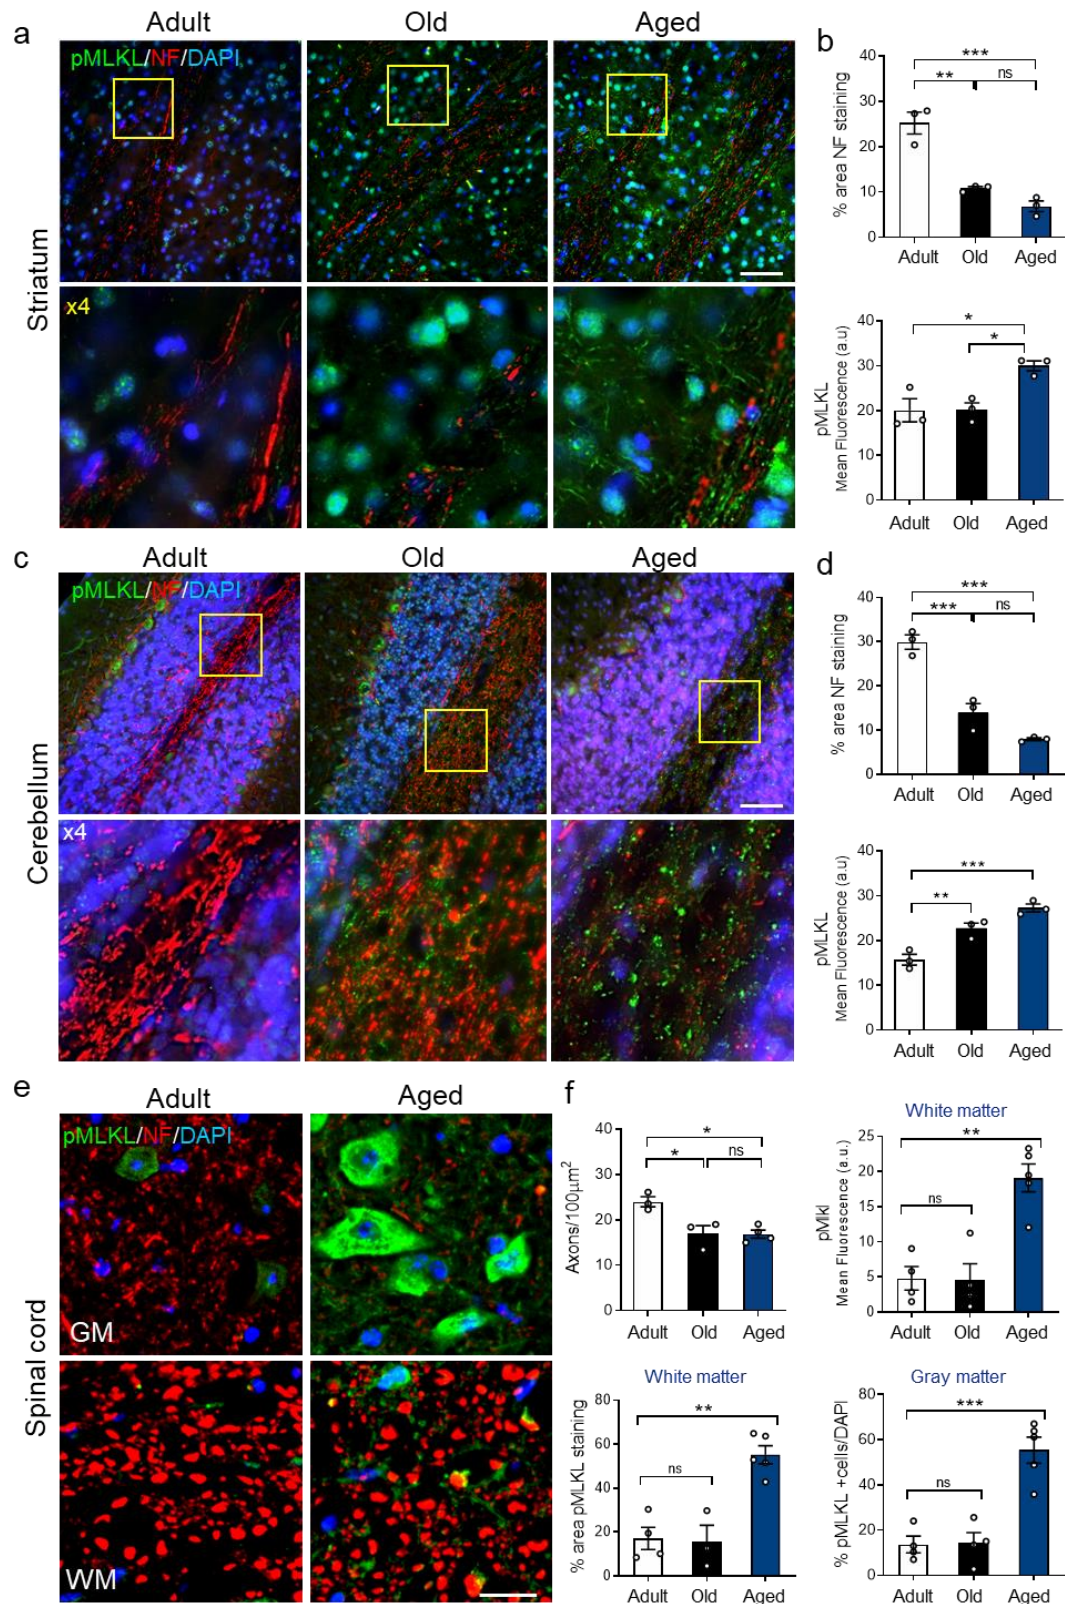 a
Adult
Old
Aged
pMLKL/NF/DAPI
x4
Striatum
b
% area NF staining
40
30
20
10
0
***
**
ns
Adult
Old
Aged
pMLKL
Mean Fluorescence (a.u)
40
30
20
10
0
*
*
Adult
Old
Aged
c
Adult
Old
Aged
pMLKL/NF/DAPI
x4
Cerebellum
d
% area NF staining
40
30
20
10
0
***
***
ns
Adult
Old
Aged
pMLKL
Mean Fluorescence (a.u)
40
30
20
10
0
***
**
Adult
Old
Aged
e
Adult
Aged
pMLKL/NF/DAPI
GM
WM
Spinal cord
f
Axons/100μm2
40
30
20
10
0
*
*
ns
Adult
Old
Aged
White matter
pMlkl
Mean Fluorescence (a.u.)
25
20
15
10
5
0
**
ns
Adult
Old
Aged
White matter
% area pMLKL staining
80
60
40
20
0
**
ns
Adult
Old
Aged
Gray matter
% pMLKL +cells/DAPI
80
60
40
20
0
***
ns
Adult
Old
Aged